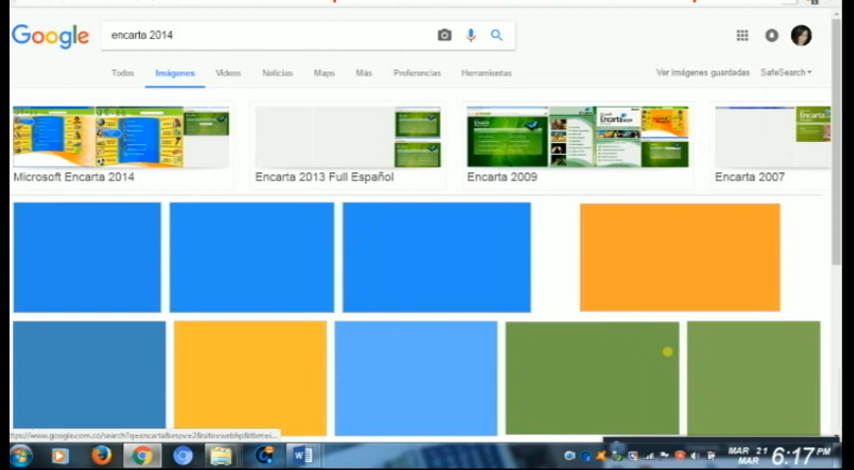 Google
encarta 2014
Todos Imágenes Videos Noticias Maps Más Preferencias Herramientas
Ver imágenes guardadas SafeSearch
Microsoft Encarta 2014
Encarta 2013 Full Español
Encarta 2009
Encarta 2007
MAR 21
MAR
6:17 PM